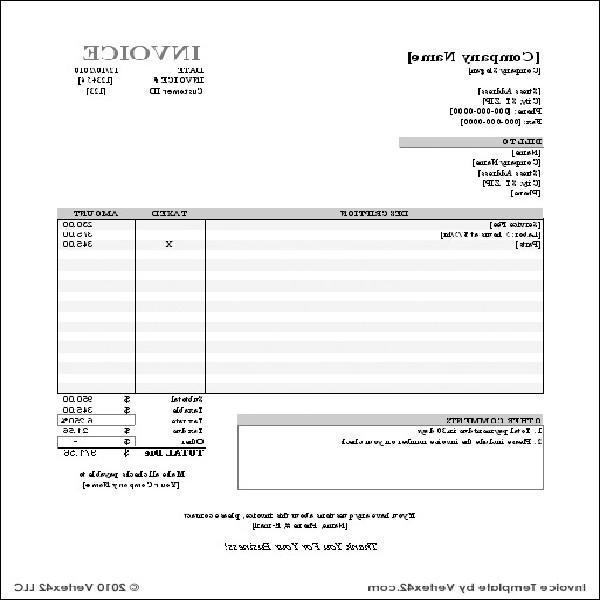 [Company Name]
INVOICE
[Company Slogan]
DATE
INVOICE #
Customer ID
[123]
[Street Address]
[City, ST ZIP]
[Phone: (000-000-0000]
[Fax: (000-000-0000]
BILL TO
[Name]
[Company Name]
[Street Address]
[City, ST ZIP]
[Phone]
DESCRIPTION TAXED AMOUNT
[Service Fee] 230.00
[Labor: 5 hours at $75/hr] 375.00
[Parts] X 345.00
Subtotal $ 950.00
Taxable 345.00
Tax rate 6.250%
Tax due $ 21.56
Other $ -
TOTAL Due $ 971.56
OTHER COMMENTS
1. Total payment due in 30 days
2. Please include the invoice number on your check
Make all checks payable to
[Your Company Name]
If you have any questions about this invoice, please contact
[Name, Phone #, E-mail]
Thank You For Your Business!
Invoice Template by Vertex42.com
© 2010 Vertex42 LLC